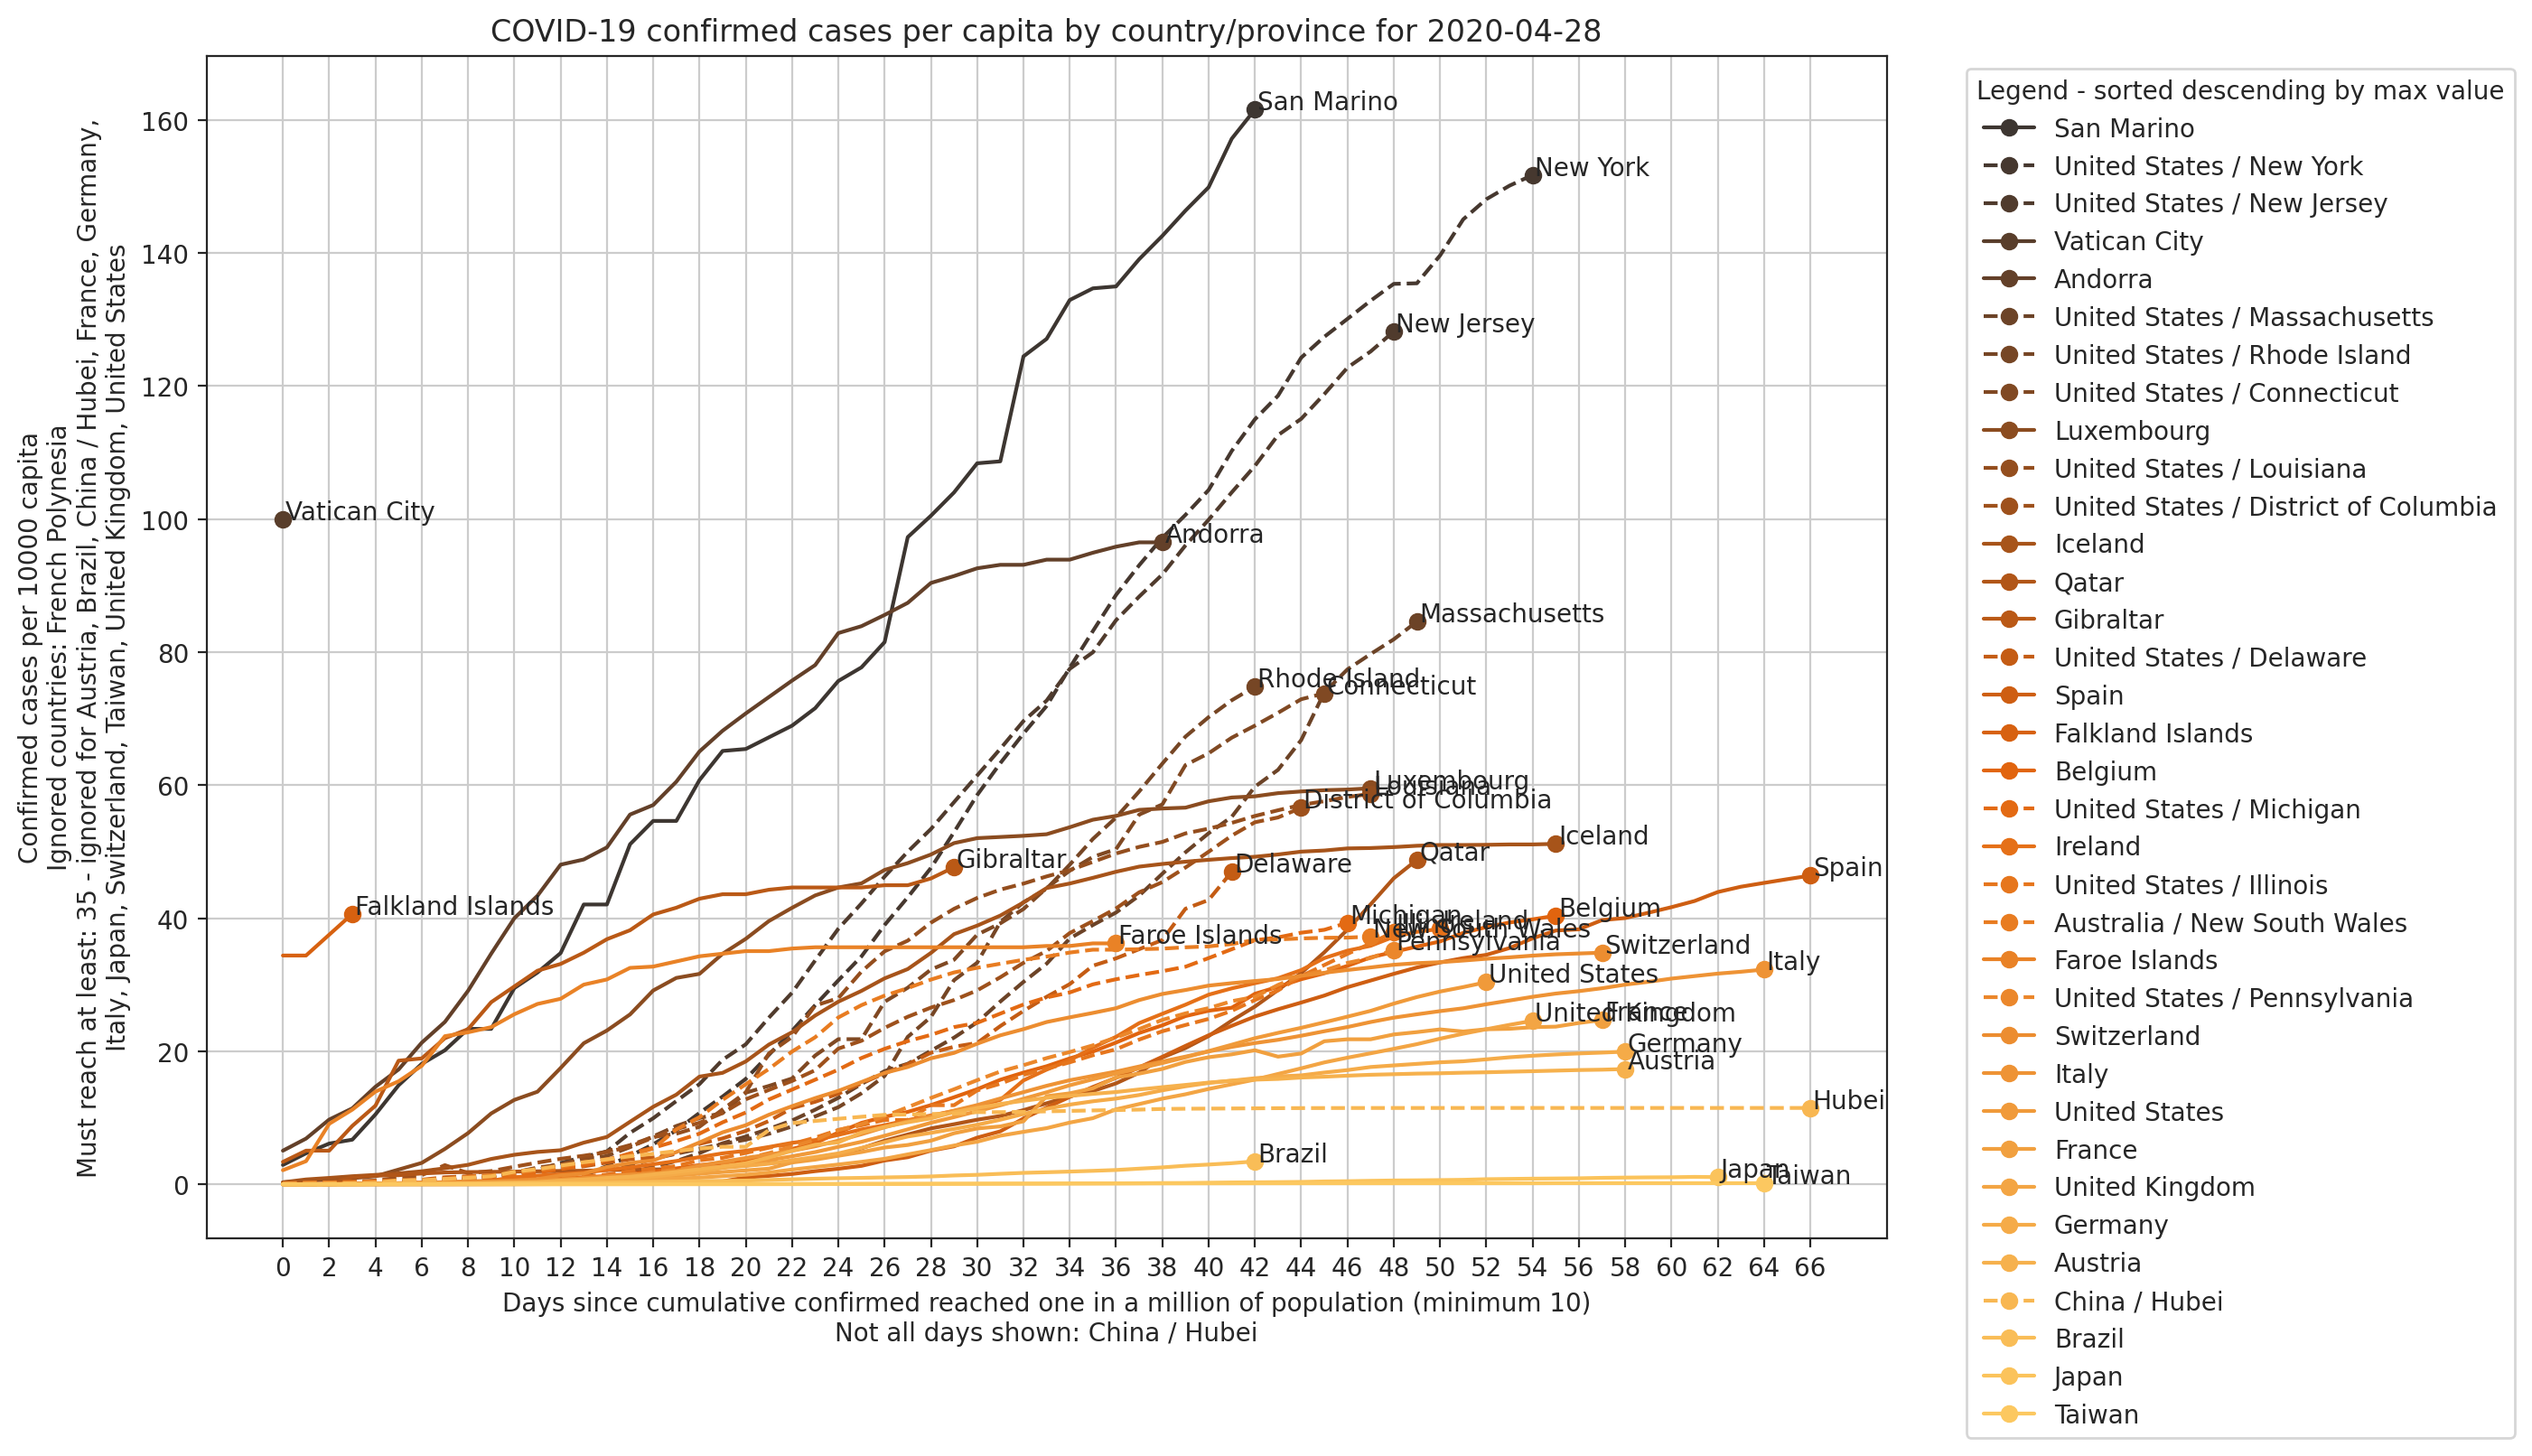 COVID-19 confirmed cases per capita by country/province for 2020-04-28
Confirmed cases per 10000 capita
Ignored countries: French Polynesia
Must reach at least: 35 - ignored for Austria, Brazil, China / Hubei, France, Germany,
Italy, Japan, Switzerland, Taiwan, United Kingdom, United States
160
140
120
100
80
60
40
20
0
San Marino
New York
New Jersey
Vatican City
Andorra
Massachusetts
Rhode Island
Connecticut
Luxembourg
Louisiana
District of Columbia
Iceland
Qatar
Gibraltar
Delaware
Spain
Falkland Islands
Belgium
Michigan
Ireland
Illinois
New South Wales
Faroe Islands
Pennsylvania
Switzerland
Italy
United States
France
United Kingdom
Germany
Austria
Hubei
Brazil
Japan
Taiwan
0 2 4 6 8 10 12 14 16 18 20 22 24 26 28 30 32 34 36 38 40 42 44 46 48 50 52 54 56 58 60 62 64 66
Days since cumulative confirmed reached one in a million of population (minimum 10)
Not all days shown: China / Hubei
Legend - sorted descending by max value
San Marino
United States / New York
United States / New Jersey
Vatican City
Andorra
United States / Massachusetts
United States / Rhode Island
United States / Connecticut
Luxembourg
United States / Louisiana
United States / District of Columbia
Iceland
Qatar
Gibraltar
United States / Delaware
Spain
Falkland Islands
Belgium
United States / Michigan
Ireland
United States / Illinois
Australia / New South Wales
Faroe Islands
United States / Pennsylvania
Switzerland
Italy
United States
France
United Kingdom
Germany
Austria
China / Hubei
Brazil
Japan
Taiwan